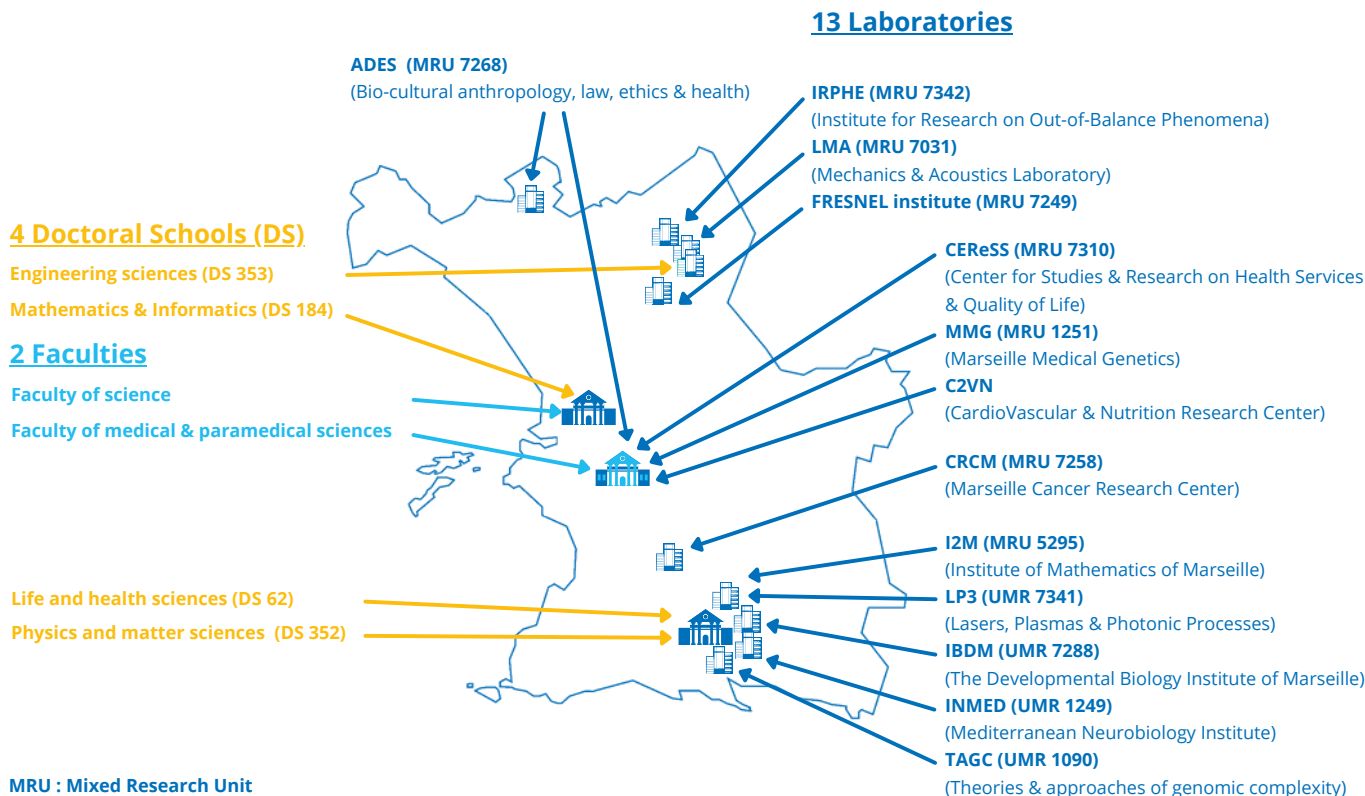 13 Laboratories
ADES (MRU 7268)
(Bio-cultural anthropology, law, ethics & health)
IRPHE (MRU 7342)
(Institute for Research on Out-of-Balance Phenomena)
LMA (MRU 7031)
(Mechanics & Acoustics Laboratory)
FRESNEL institute (MRU 7249)
4 Doctoral Schools (DS)
Engineering sciences (DS 353)
Mathematics & Informatics (DS 184)
2 Faculties
Faculty of science
Faculty of medical & paramedical sciences
CEReSS (MRU 7310)
(Center for Studies & Research on Health Services
& Quality of Life)
MMG (MRU 1251)
(Marseille Medical Genetics)
C2VN
(CardioVascular & Nutrition Research Center)
CRCM (MRU 7258)
(Marseille Cancer Research Center)
I2M (MRU 5295)
(Institute of Mathematics of Marseille)
LP3 (UMR 7341)
(Lasers, Plasmas & Photonic Processes)
IBDM (UMR 7288)
(The Developmental Biology Institute of Marseille)
INMED (UMR 1249)
(Mediterranean Neurobiology Institute)
TAGC (UMR 1090)
(Theories & approaches of genomic complexity)
Life and health sciences (DS 62)
Physics and matter sciences (DS 352)
MRU : Mixed Research Unit